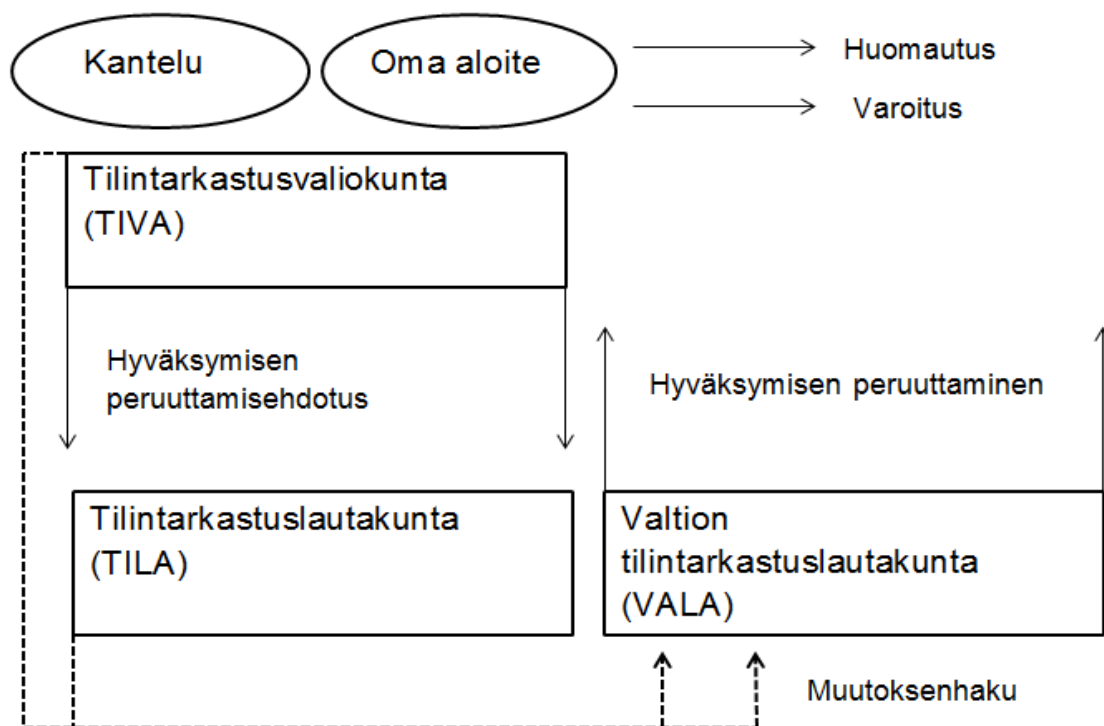 Kantelu
Oma aloite
Huomautus
Varoitus
Tilintarkastusvaliokunta
(TIVA)
Hyväksymisen
peruuttamisehdotus
Hyväksymisen peruuttaminen
Tilintarkastuslautakunta
(TILA)
Valtion
tilintarkastuslautakunta
(VALA)
Muutoksenhaku